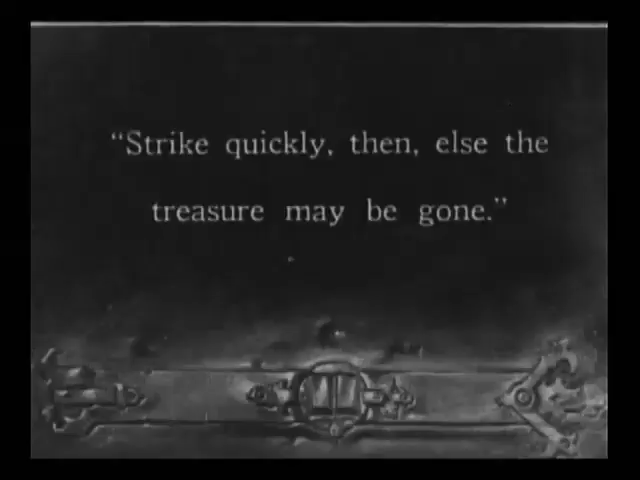 “Strike quickly, then, else the
treasure may be gone.”